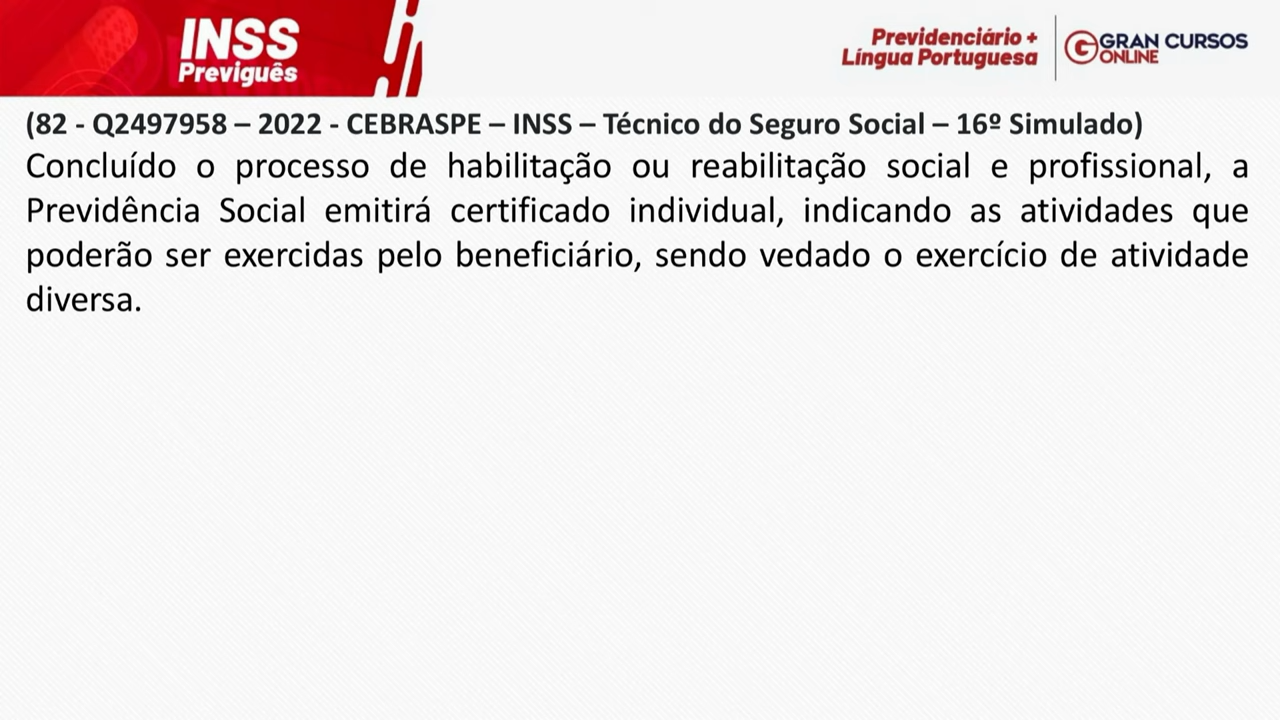 INSS
Previguês
Previdenciário +
Língua Portuguesa
GRAN CURSOS
ONLINE
(82 - Q2497958 – 2022 - CEBRASPE – INSS – Técnico do Seguro Social – 16º Simulado)
Concluído o processo de habilitação ou reabilitação social e profissional, a
Previdência Social emitirá certificado individual, indicando as atividades que
poderão ser exercidas pelo beneficiário, sendo vedado o exercício de atividade
diversa.